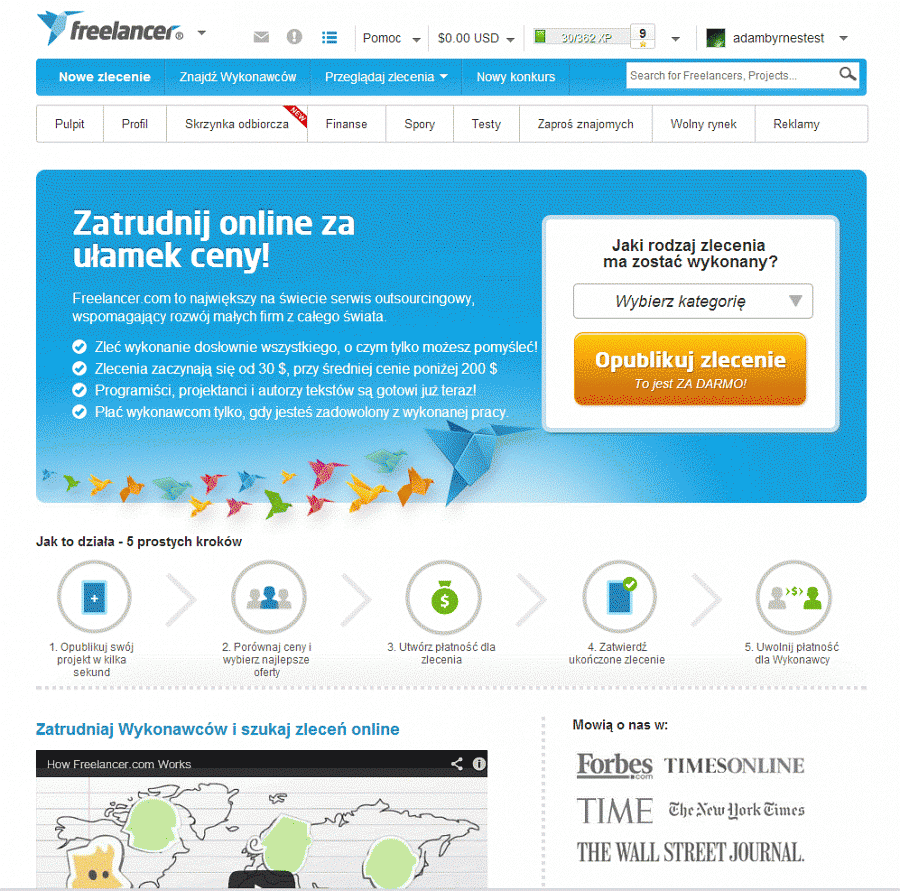 freelancer®
Pomoc
$0.00 USD
30/362 XP
9
adambyrnestest
Nowe zlecenie
Znajdź Wykonawców
Przeglądaj zlecenia
Nowy konkurs
Search for Freelancers, Projects...
Pulpit
Profil
Skrzynka odbiorcza
NEW
Finanse
Spory
Testy
Zaproś znajomych
Wolny rynek
Reklamy
Zatrudnij online za
ułamek ceny!
Freelancer.com to największy na świecie serwis outsourcingowy,
wspomagający rozwój małych firm z całego świata.
Zleć wykonanie dosłownie wszystkiego, o czym tylko możesz pomyśleć!
Zlecenia zaczynają się od 30 $, przy średniej cenie poniżej 200 $
Programiści, projektanci i autorzy tekstów są gotowi już teraz!
Płać wykonawcom tylko, gdy jesteś zadowolony z wykonanej pracy.
Jaki rodzaj zlecenia
ma zostać wykonany?
Wybierz kategorię
Opublikuj zlecenie
To jest ZA DARMO!
Jak to działa - 5 prostych kroków
1. Opublikuj swój
projekt w kilka
sekund
2. Porównaj ceny i
wybierz najlepsze
oferty
3. Utwórz płatność dla
zlecenia
4. Zatwierdź
ukończone zlecenie
5. Uwolnij płatność
dla Wykonawcy
Zatrudniaj Wykonawców i szukaj zleceń online
How Freelancer.com Works
Mówią o nas w:
Forbes.com
TIMESONLINE
TIME
The New York Times
THE WALL STREET JOURNAL.